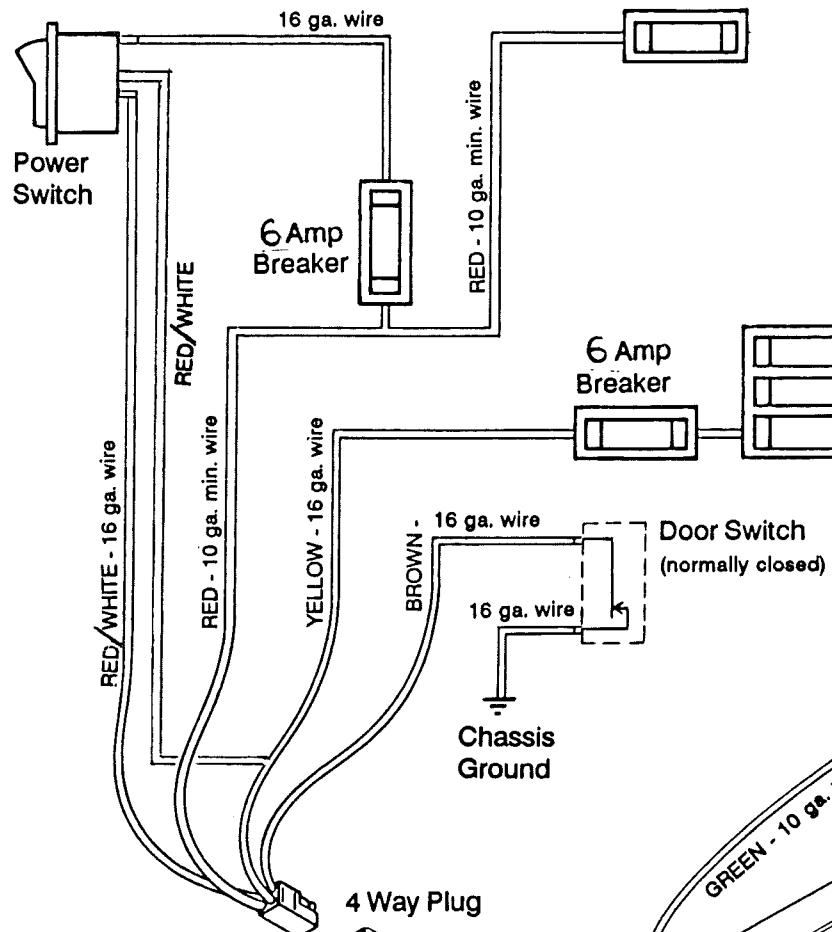 16 ga. wire
Power
Switch
6 Amp
Breaker
RED - 10 ga. min. wire
RED/WHITE
6 Amp
Breaker
RED/WHITE - 16 ga. wire
RED - 10 ga. min. wire
YELLOW - 16 ga. wire
BROWN -
16 ga. wire
Door Switch
(normally closed)
16 ga. wire
Chassis
Ground
GREEN - 10 ga.
4 Way Plug